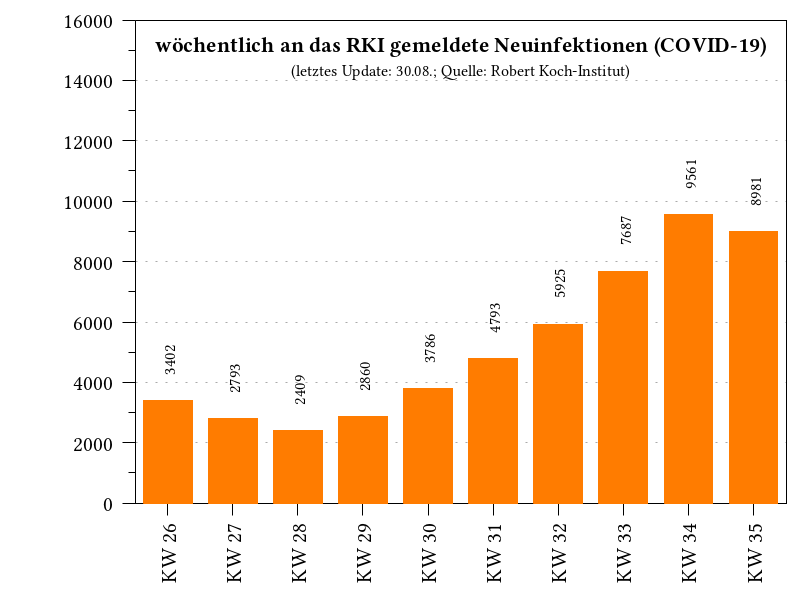 wöchentlich an das RKI gemeldete Neuinfektionen (COVID-19)
(letztes Update: 30.08.; Quelle: Robert Koch-Institut)
16000
14000
12000
10000
8000
6000
4000
2000
0
3402
2793
2409
2860
3786
4793
5925
7687
9561
8981
KW 26
KW 27
KW 28
KW 29
KW 30
KW 31
KW 32
KW 33
KW 34
KW 35